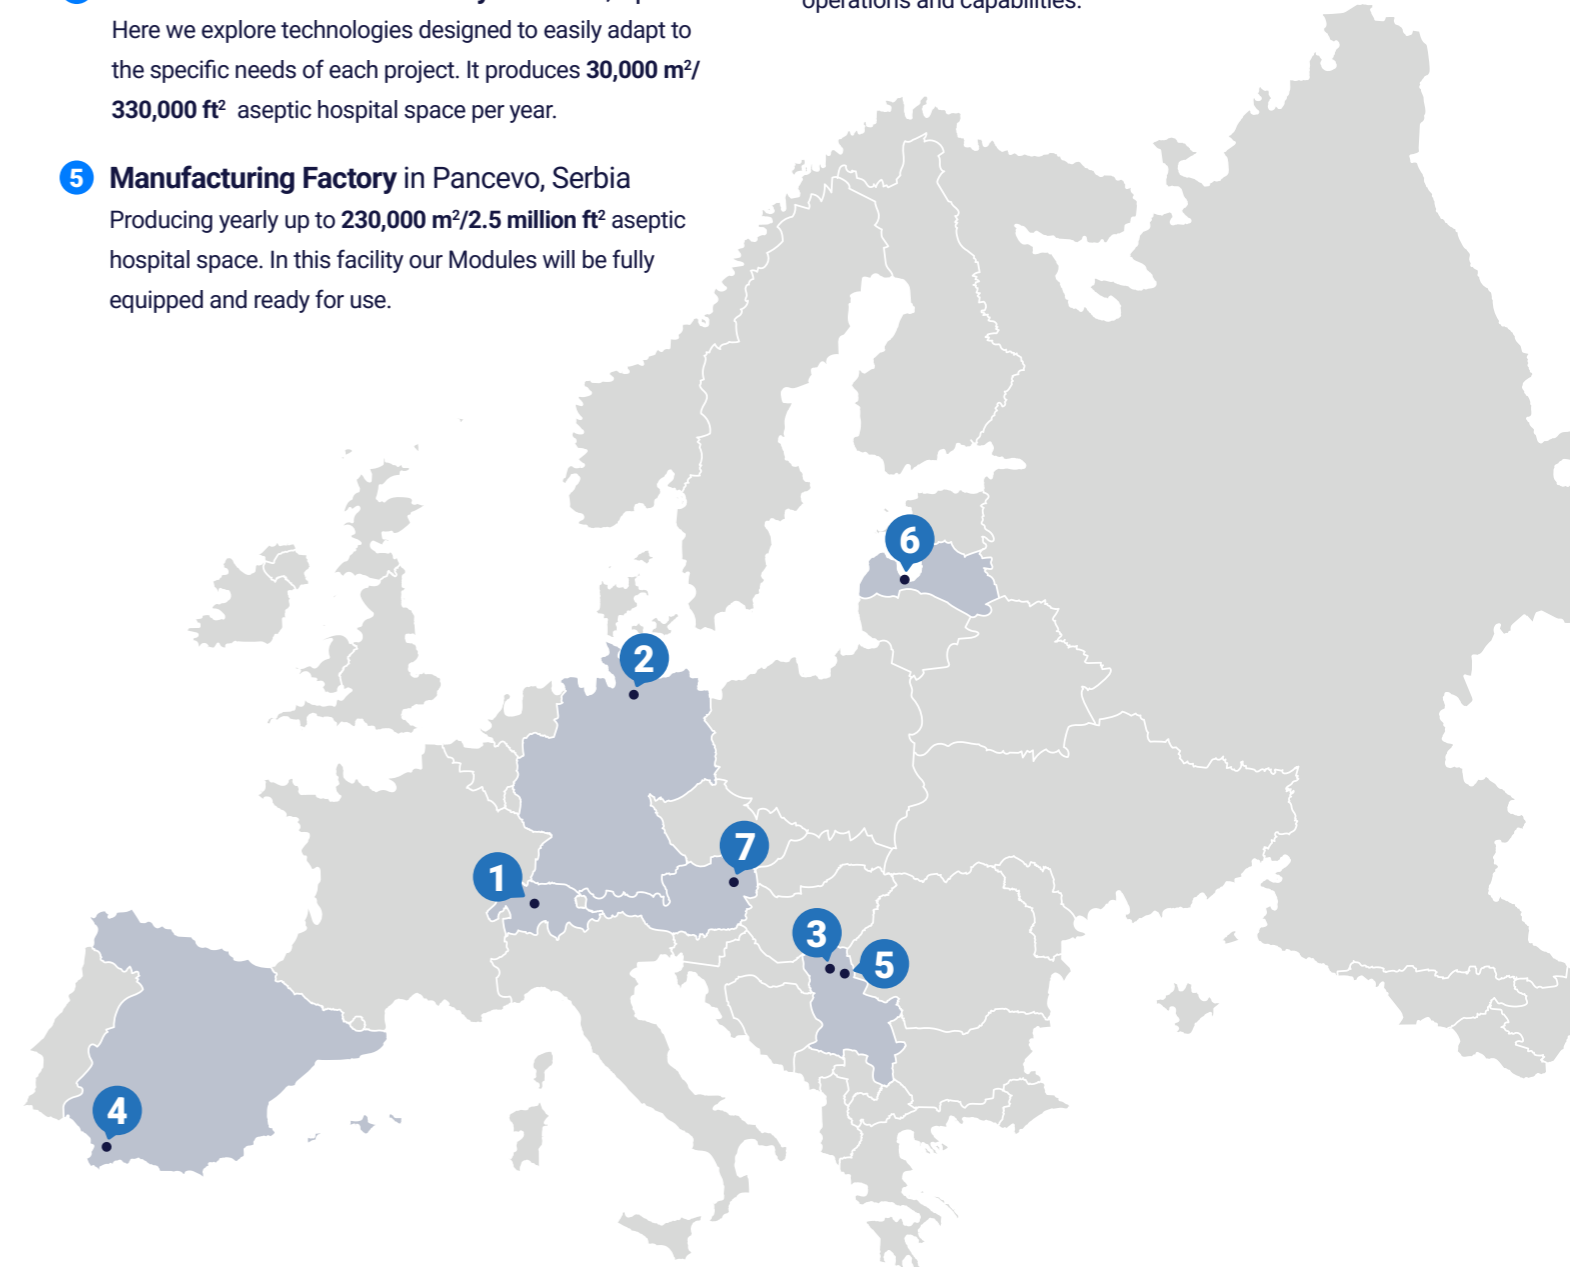 Here we explore technologies designed to easily adapt to
the specific needs of each project. It produces 30,000 m²/
330,000 ft² aseptic hospital space per year.
5 Manufacturing Factory in Pancevo, Serbia
Producing yearly up to 230,000 m²/2.5 million ft² aseptic
hospital space. In this facility our Modules will be fully
equipped and ready for use.
operations and capabilities.
6
2
7
1
3
5
4